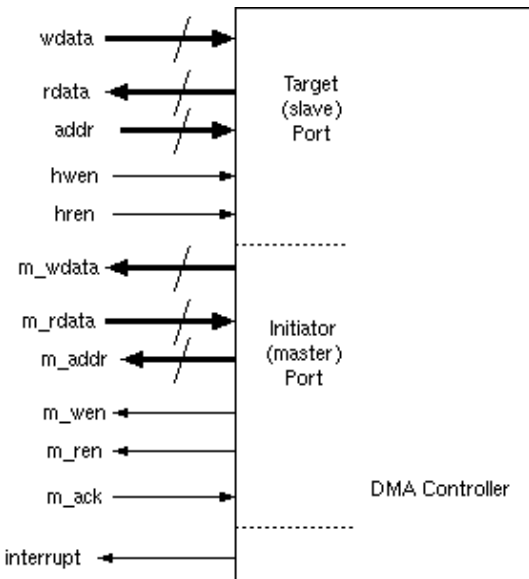 wdata
rdata
addr
hwen
hren
Target
(slave)
Port
m_wdata
m_rdata
m_addr
m_wen
m_ren
m_ack
Initiator
(master)
Port
DMA Controller
interrupt